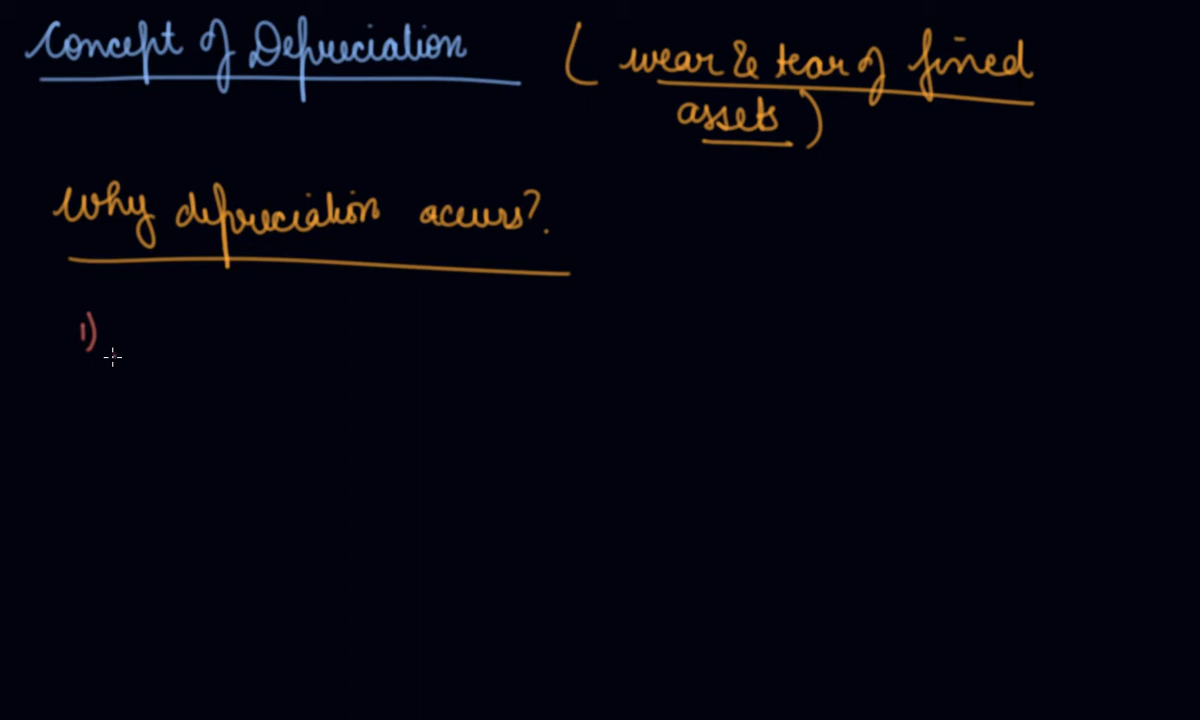 Concept of Depreciation (wear & tear of fixed
assets)
Why depreciation occurs?
1)